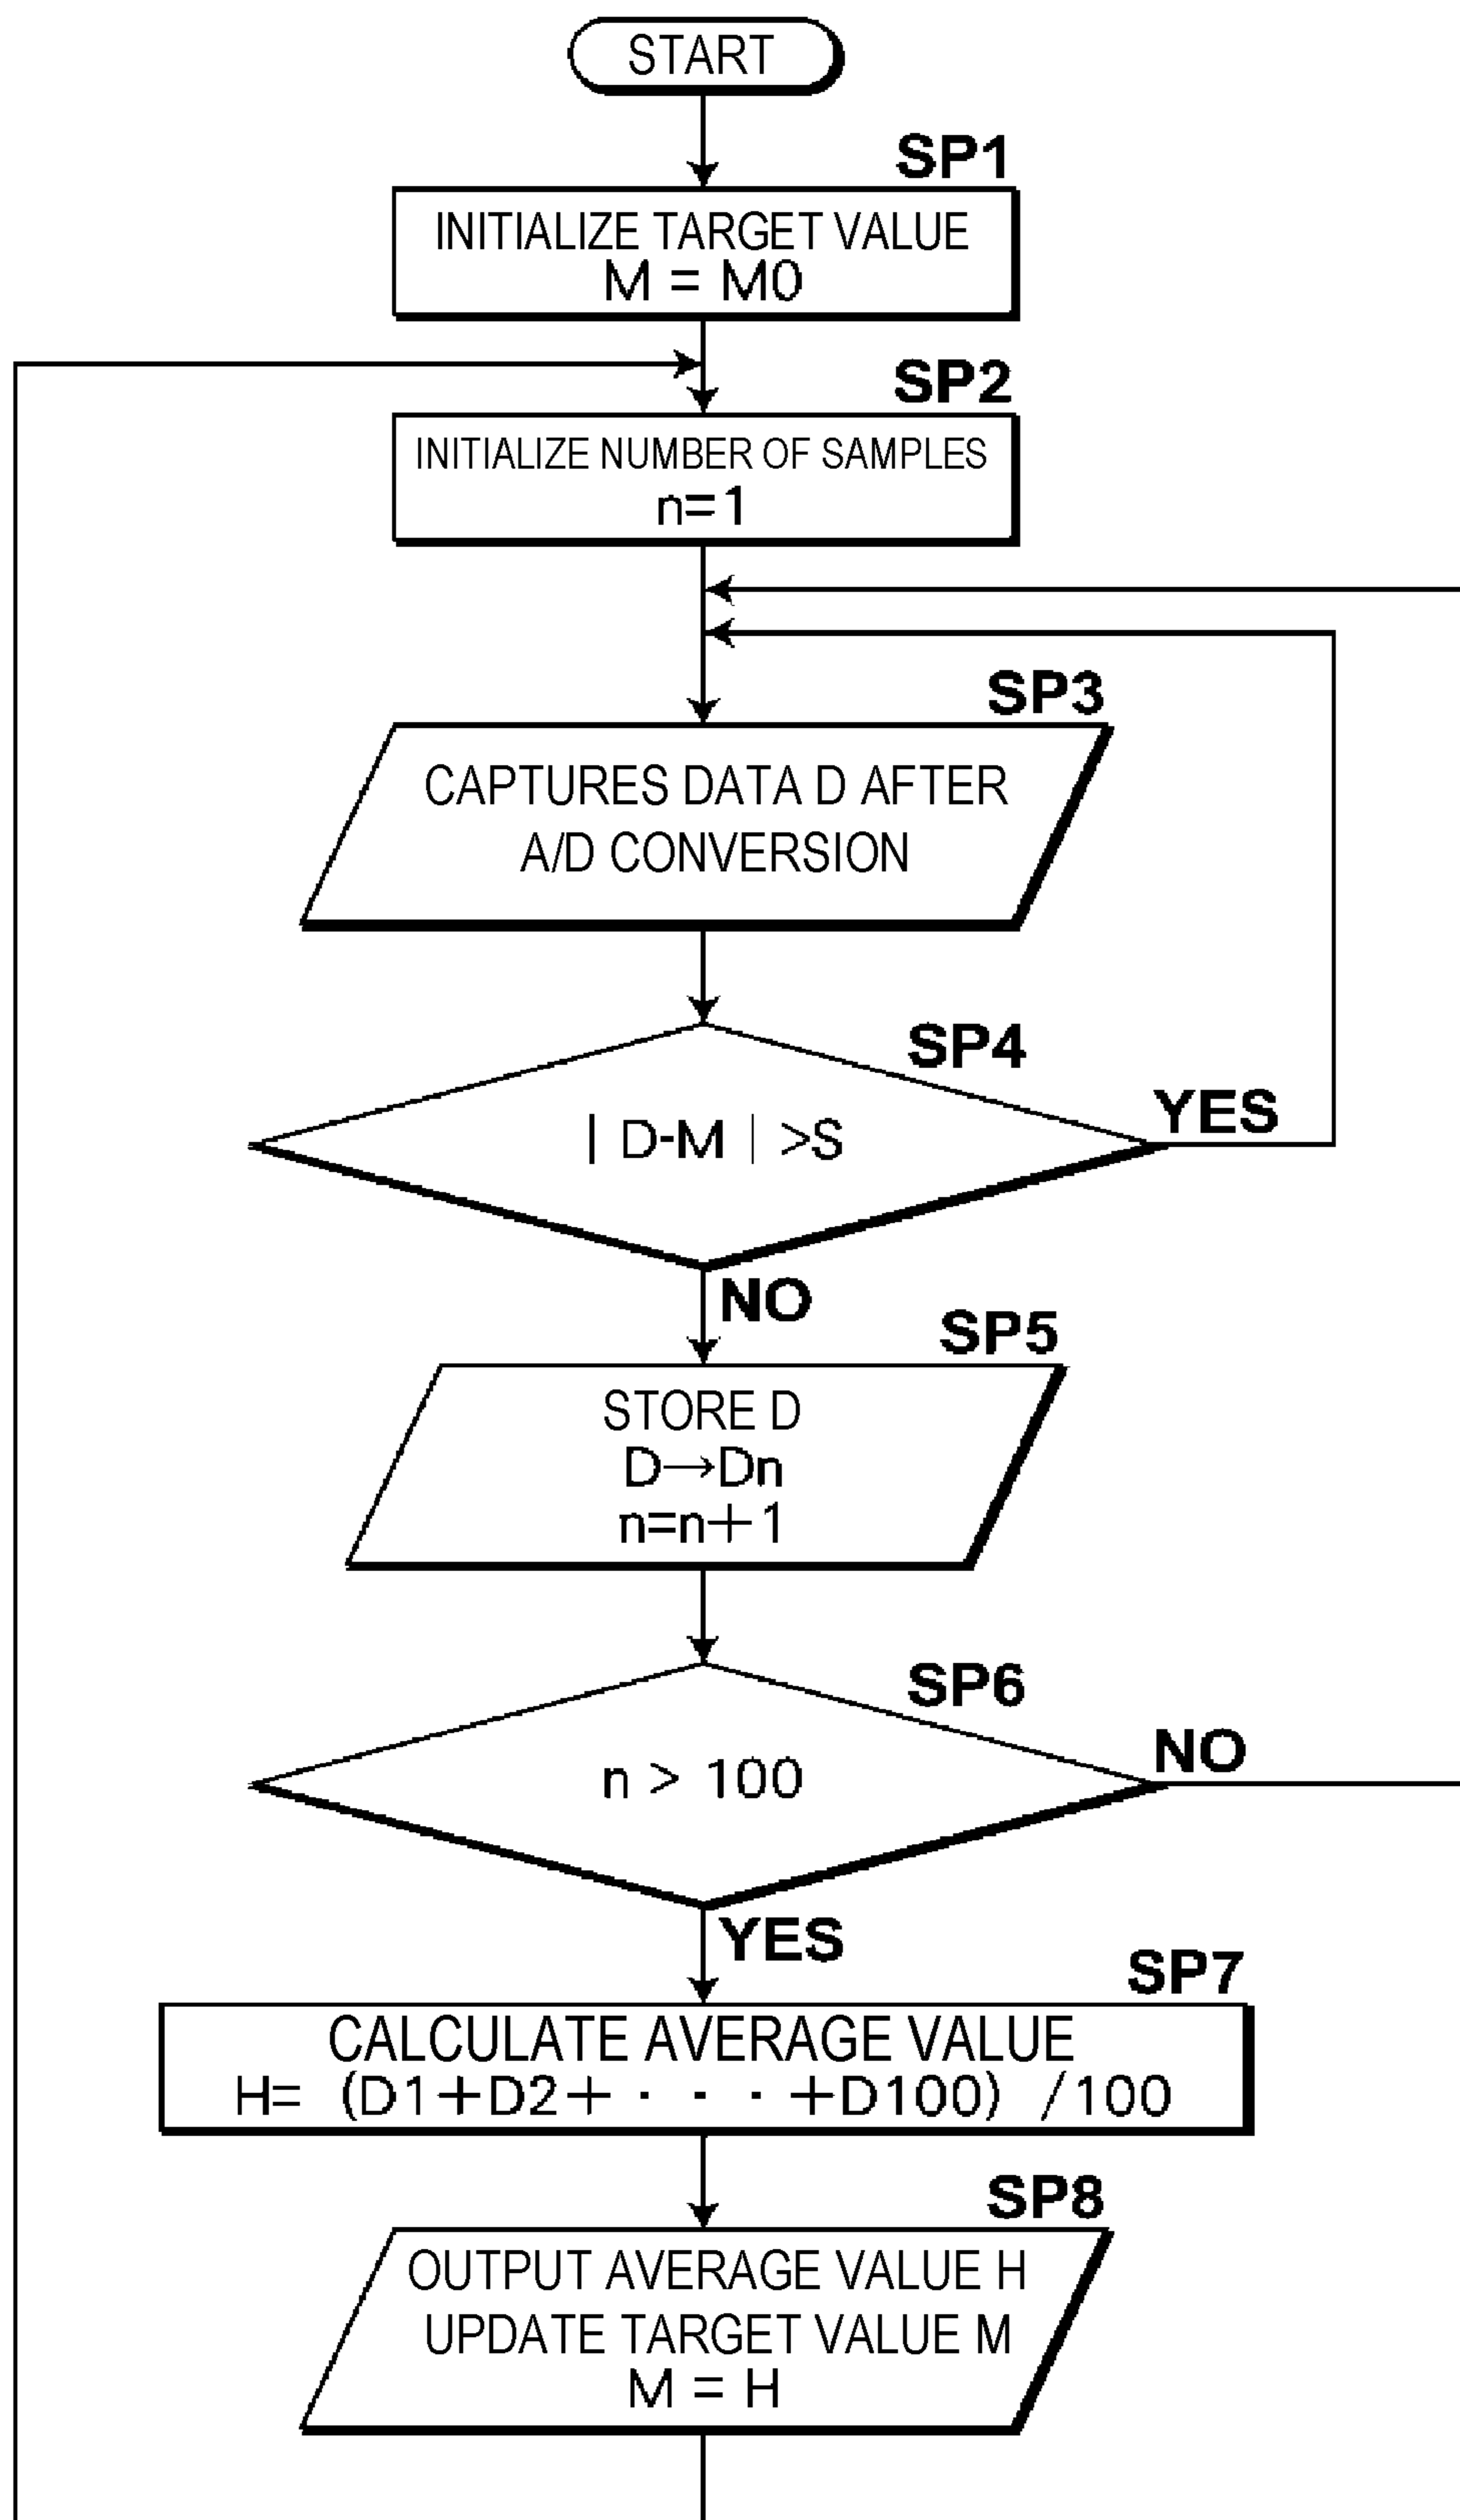 START
SP1
INITIALIZE TARGET VALUE
M = M0
SP2
INITIALIZE NUMBER OF SAMPLES
n=1
SP3
CAPTURES DATA D AFTER
A/D CONVERSION
SP4
| D-M | >S
YES
NO
SP5
STORE D
D→Dn
n=n+1
SP6
n > 100
NO
YES
SP7
CALCULATE AVERAGE VALUE
H= (D1+D2+ · · · +D100) /100
SP8
OUTPUT AVERAGE VALUE H
UPDATE TARGET VALUE M
M = H